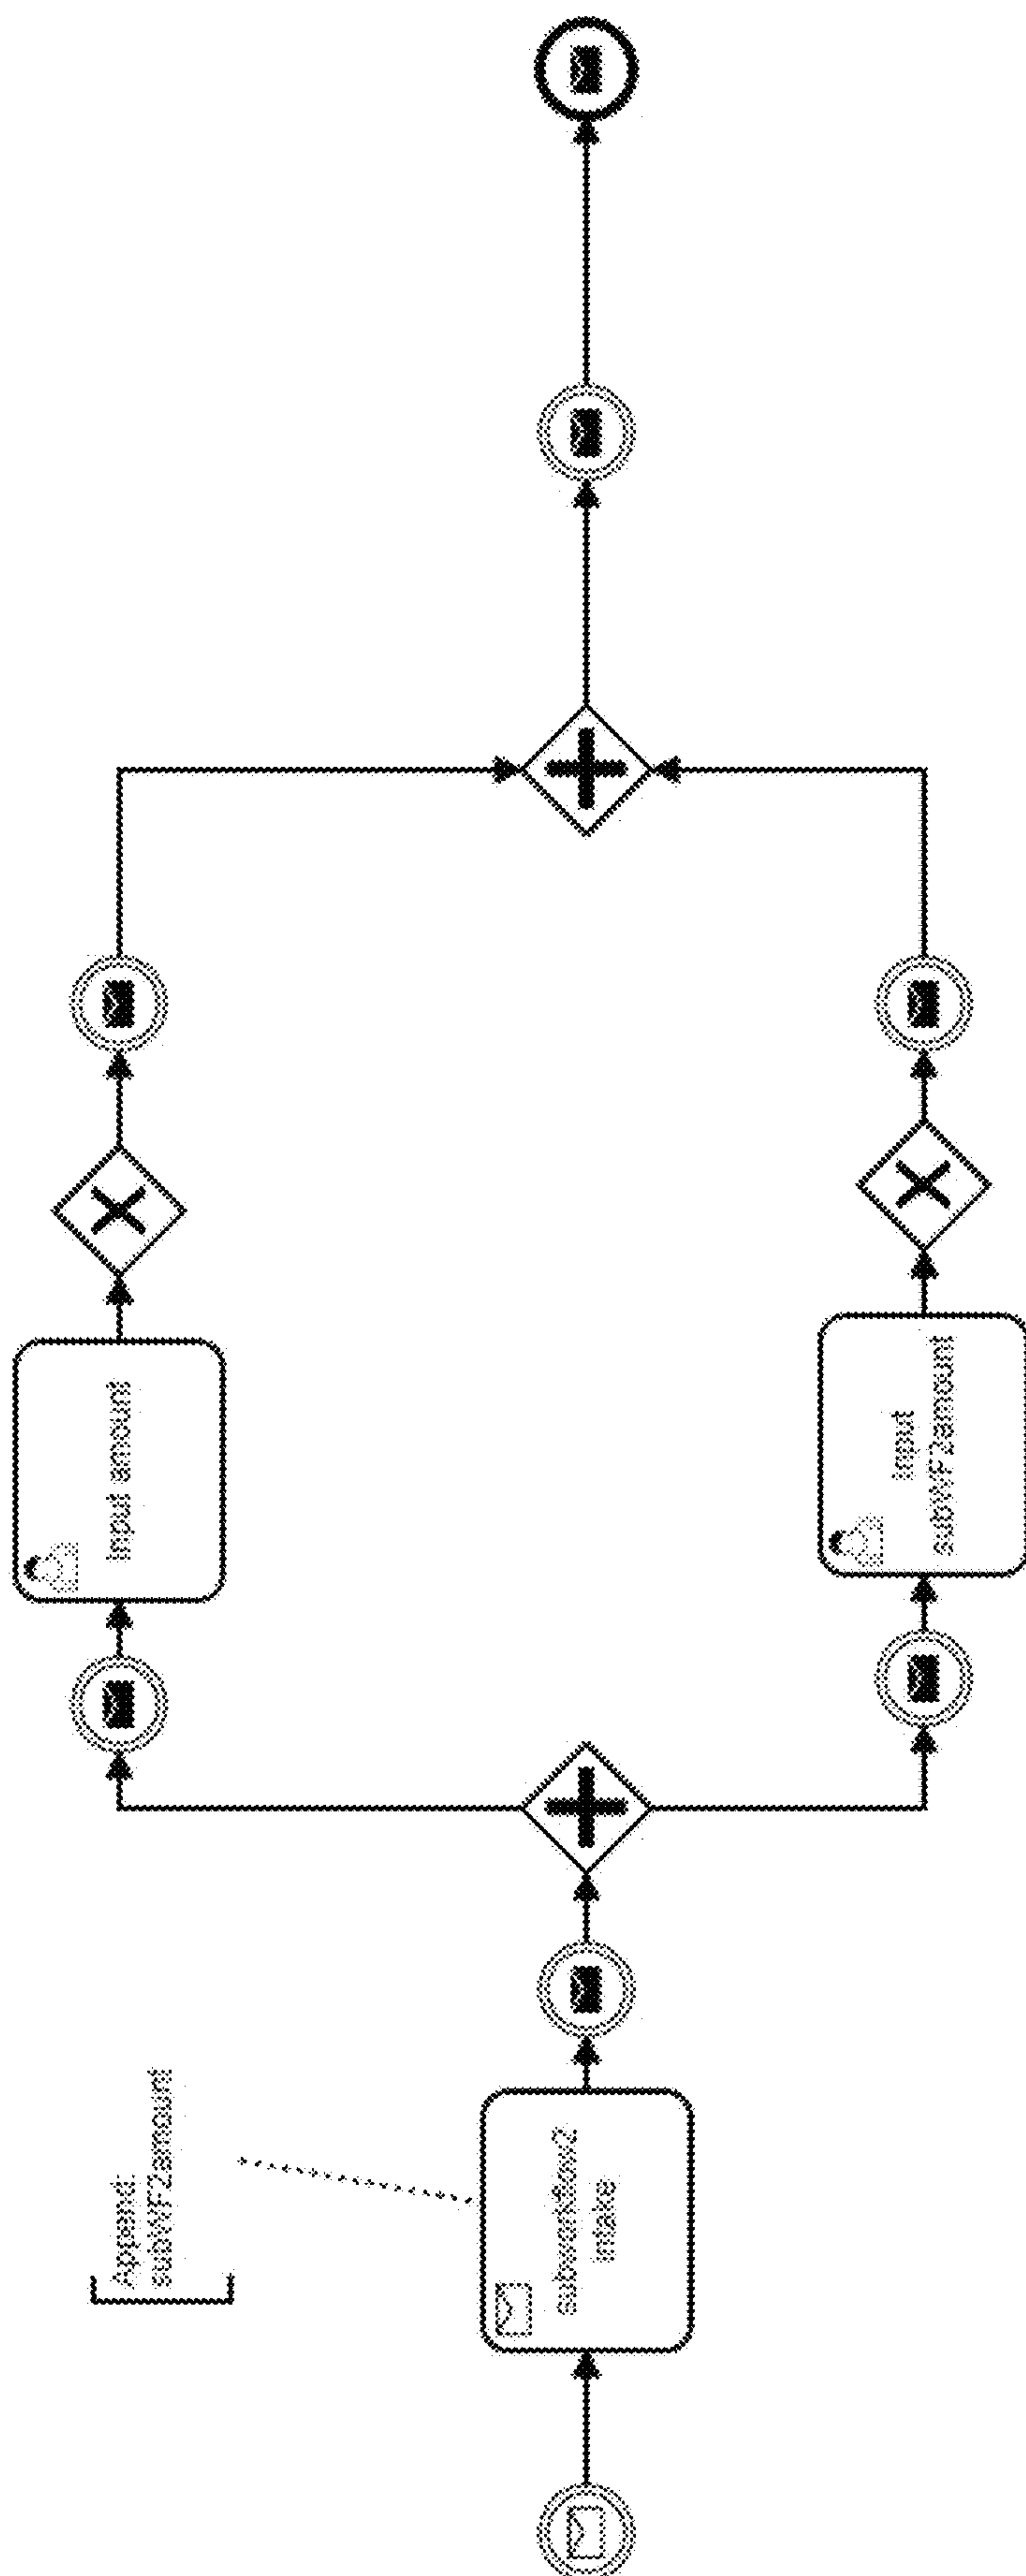 Append:
subWF2amount
subworkflow2
intake
Input amount
Input
subWF2amount